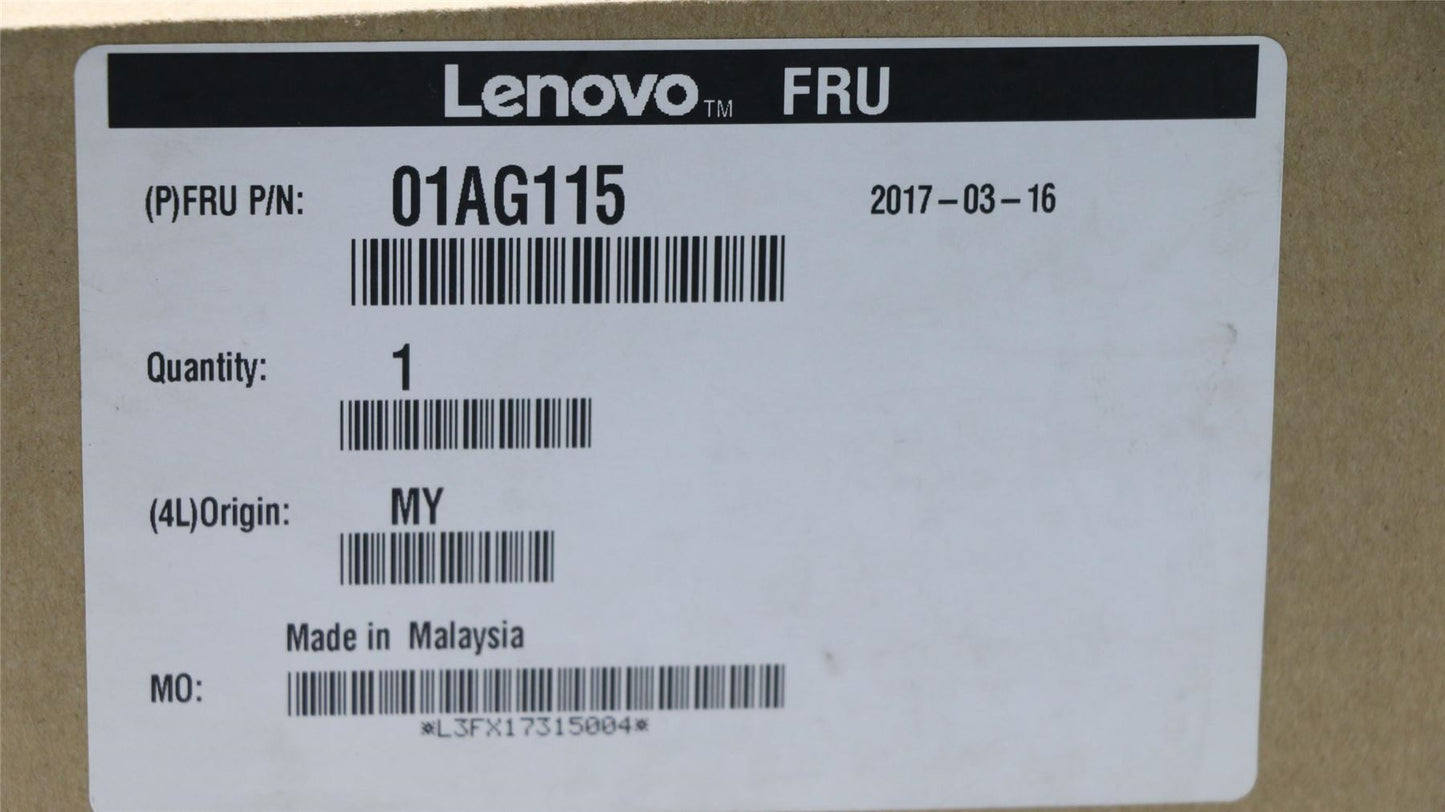 Lenovo™ FRU
(P)FRU P/N: 01AG115 2017-03-16
Quantity: 1
(4L)Origin: MY
Made in Malaysia
MO:
*L3FX17315004*